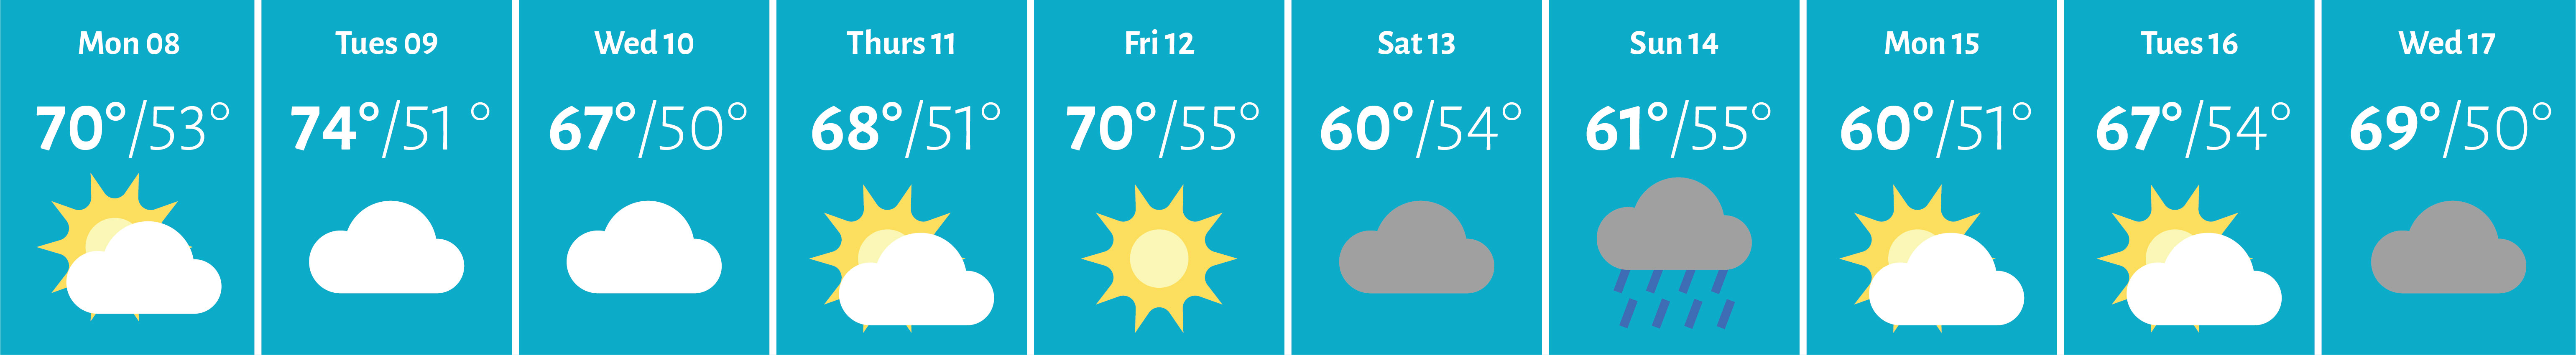 Mon 08
70°/53°
Tues 09
74°/51 °
Wed 10
67°/50°
Thurs 11
68°/51°
Fri 12
70°/55°
Sat 13
60°/54°
Sun 14
61°/55°
Mon 15
60°/51°
Tues 16
67°/54°
Wed 17
69°/50°